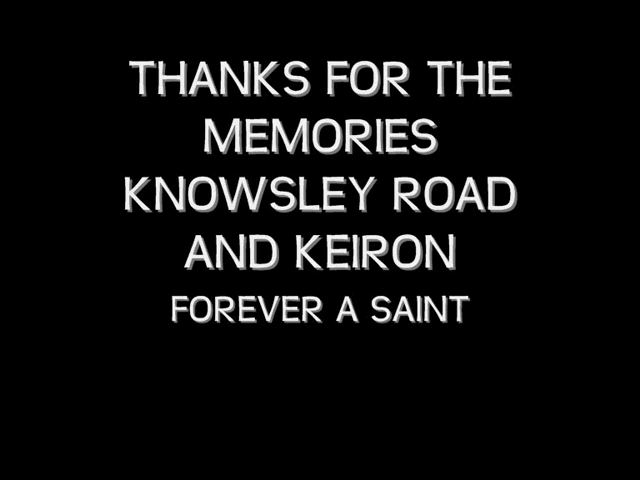 THANKS FOR THE
MEMORIES
KNOWSLEY ROAD
AND KEIRON
FOREVER A SAINT